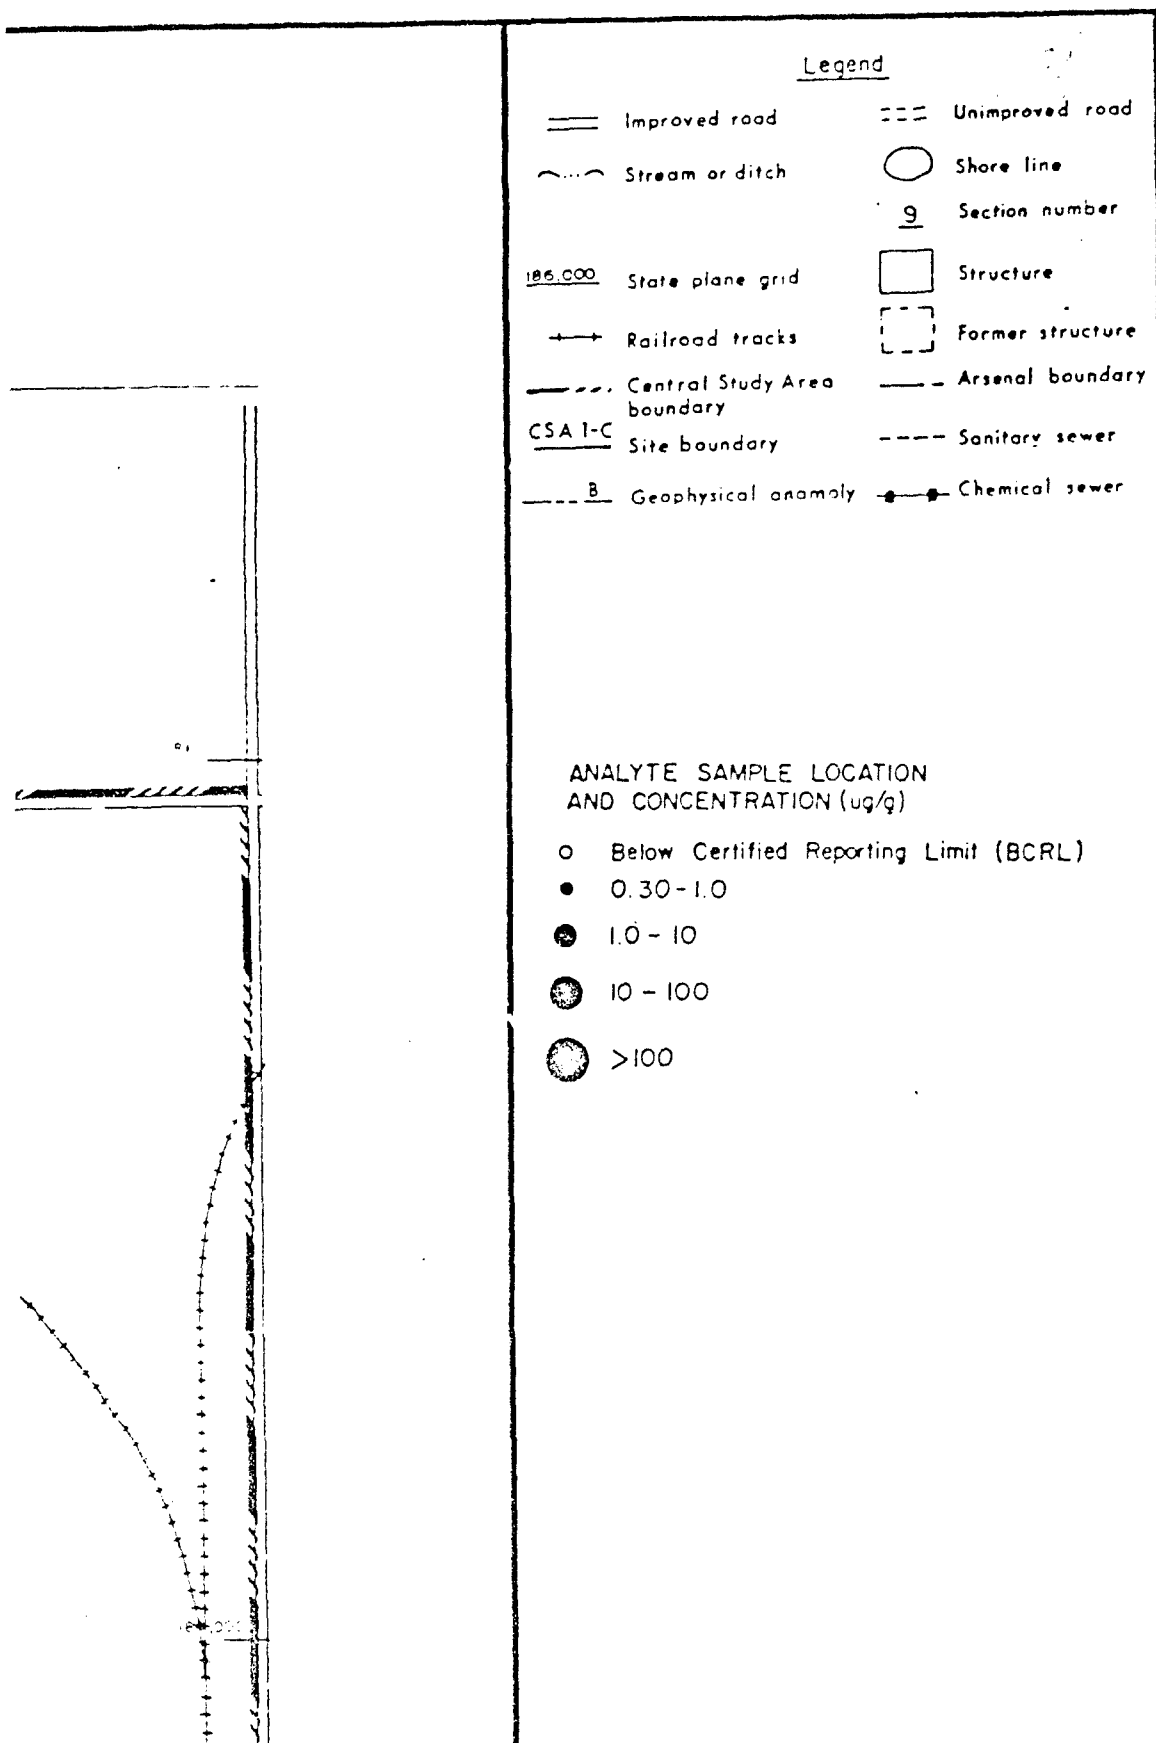 Legend
Improved road
Unimproved road
Stream or ditch
Shore line
9 Section number
186,000 State plane grid
Structure
Railroad tracks
Former structure
Central Study Area
boundary
Arsenal boundary
CSA 1-C Site boundary
Sanitary sewer
B Geophysical anamoly
Chemical sewer
ANALYTE SAMPLE LOCATION
AND CONCENTRATION (ug/g)
Below Certified Reporting Limit (BCRL)
0.30-1.0
1.0-10
10-100
>100